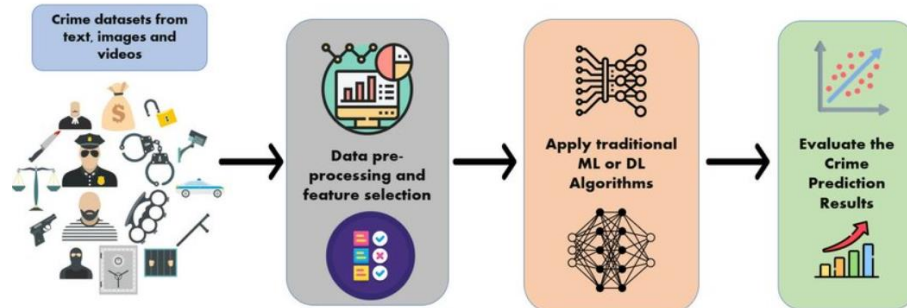 Crime datasets from
text, images and
videos
Data pre-
processing and
feature selection
Apply traditional
ML or DL
Algorithms
Evaluate the
Crime
Prediction
Results
$